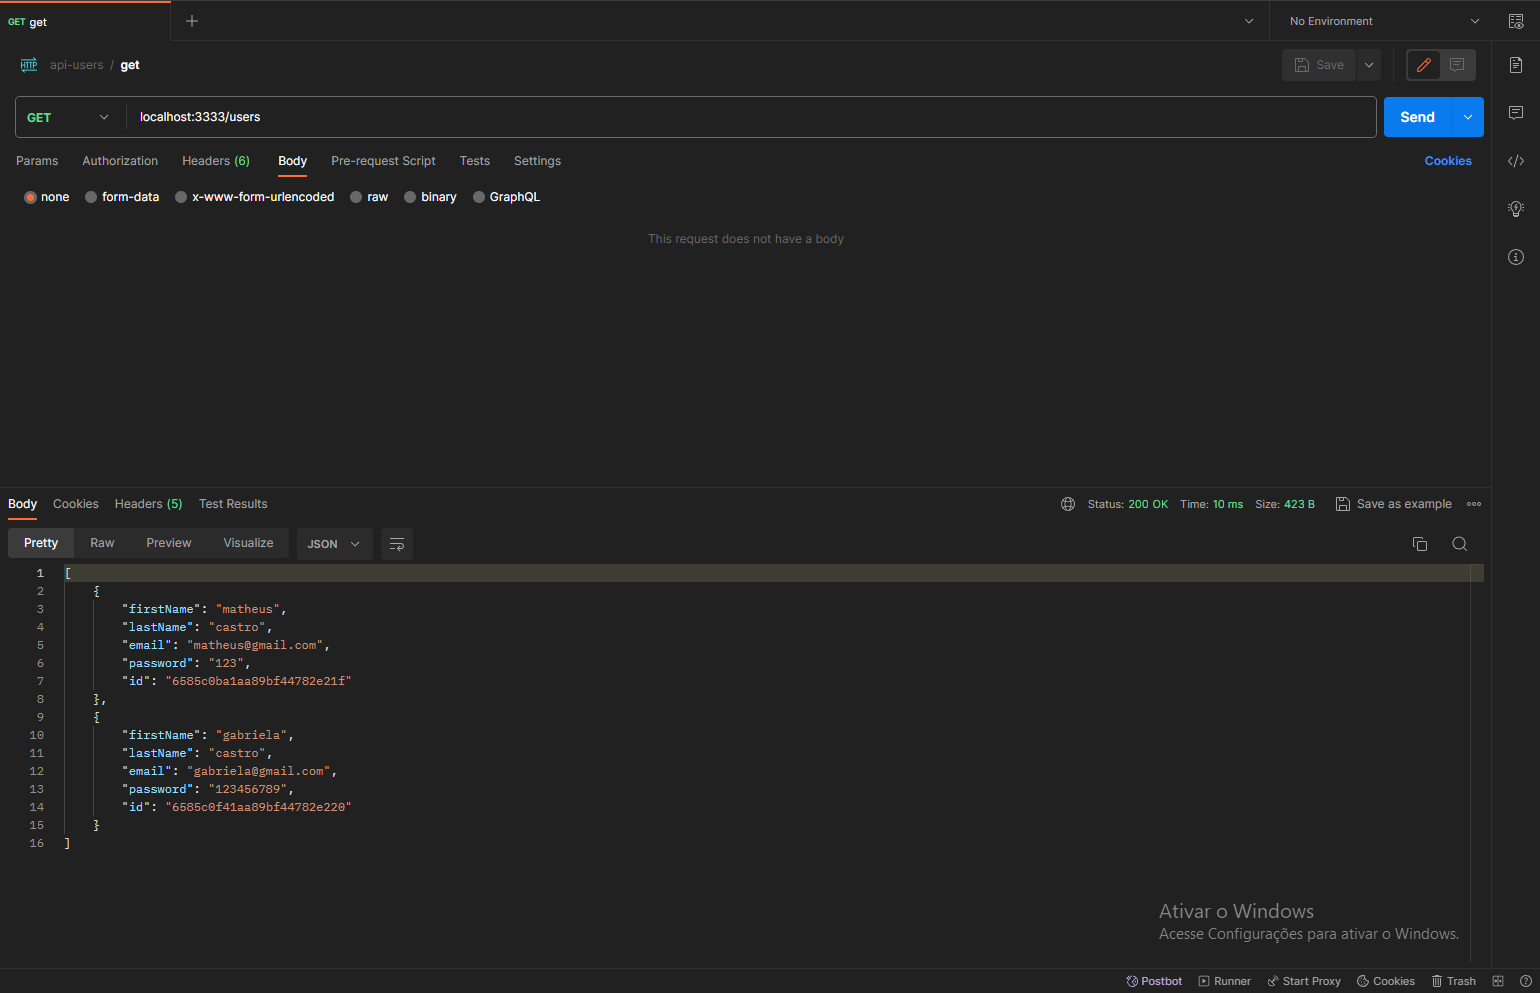 GET get
No Environment
HTTP api-users / get
Save
GET localhost:3333/users Send
Params Authorization Headers (6) Body Pre-request Script Tests Settings Cookies
none form-data x-www-form-urlencoded raw binary GraphQL
This request does not have a body
Body Cookies Headers (5) Test Results Status: 200 OK Time: 10 ms Size: 423 B Save as example
Pretty Raw Preview Visualize JSON
1 [
2 {
3 "firstName": "matheus",
4 "lastName": "castro",
5 "email": "matheus@gmail.com",
6 "password": "123",
7 "id": "6585c0ba1aa89bf44782e21f"
8 },
9 {
10 "firstName": "gabriela",
11 "lastName": "castro",
12 "email": "gabriela@gmail.com",
13 "password": "123456789",
14 "id": "6585c0f41aa89bf44782e220"
15 }
16 ]
Ativar o Windows
Acesse Configurações para ativar o Windows.
Postbot Runner Start Proxy Cookies Trash